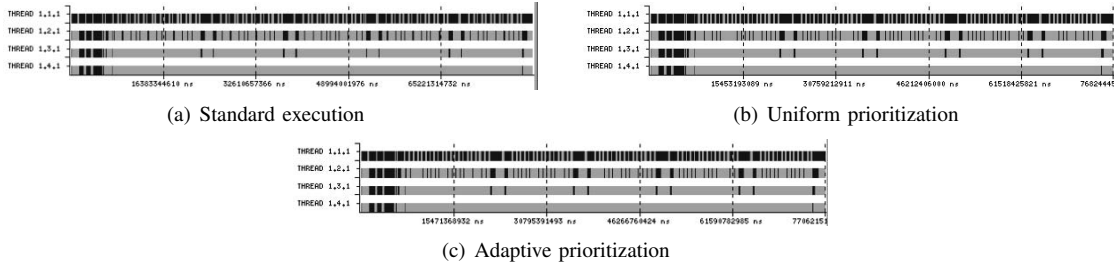 THREAD 1.1.1
THREAD 1.2.1
THREAD 1.3.1
THREAD 1.4.1
16383344610 ns 32610657366 ns 48994001976 ns 65221314732 ns
(a) Standard execution
THREAD 1.1.1
THREAD 1.2.1
THREAD 1.3.1
THREAD 1.4.1
15453193089 ns 30759212911 ns 46212406000 ns 61518425821 ns 76824445
(b) Uniform prioritization
THREAD 1.1.1
THREAD 1.2.1
THREAD 1.3.1
THREAD 1.4.1
15471368932 ns 30795391493 ns 46266760424 ns 61590782985 ns 77062151
(c) Adaptive prioritization